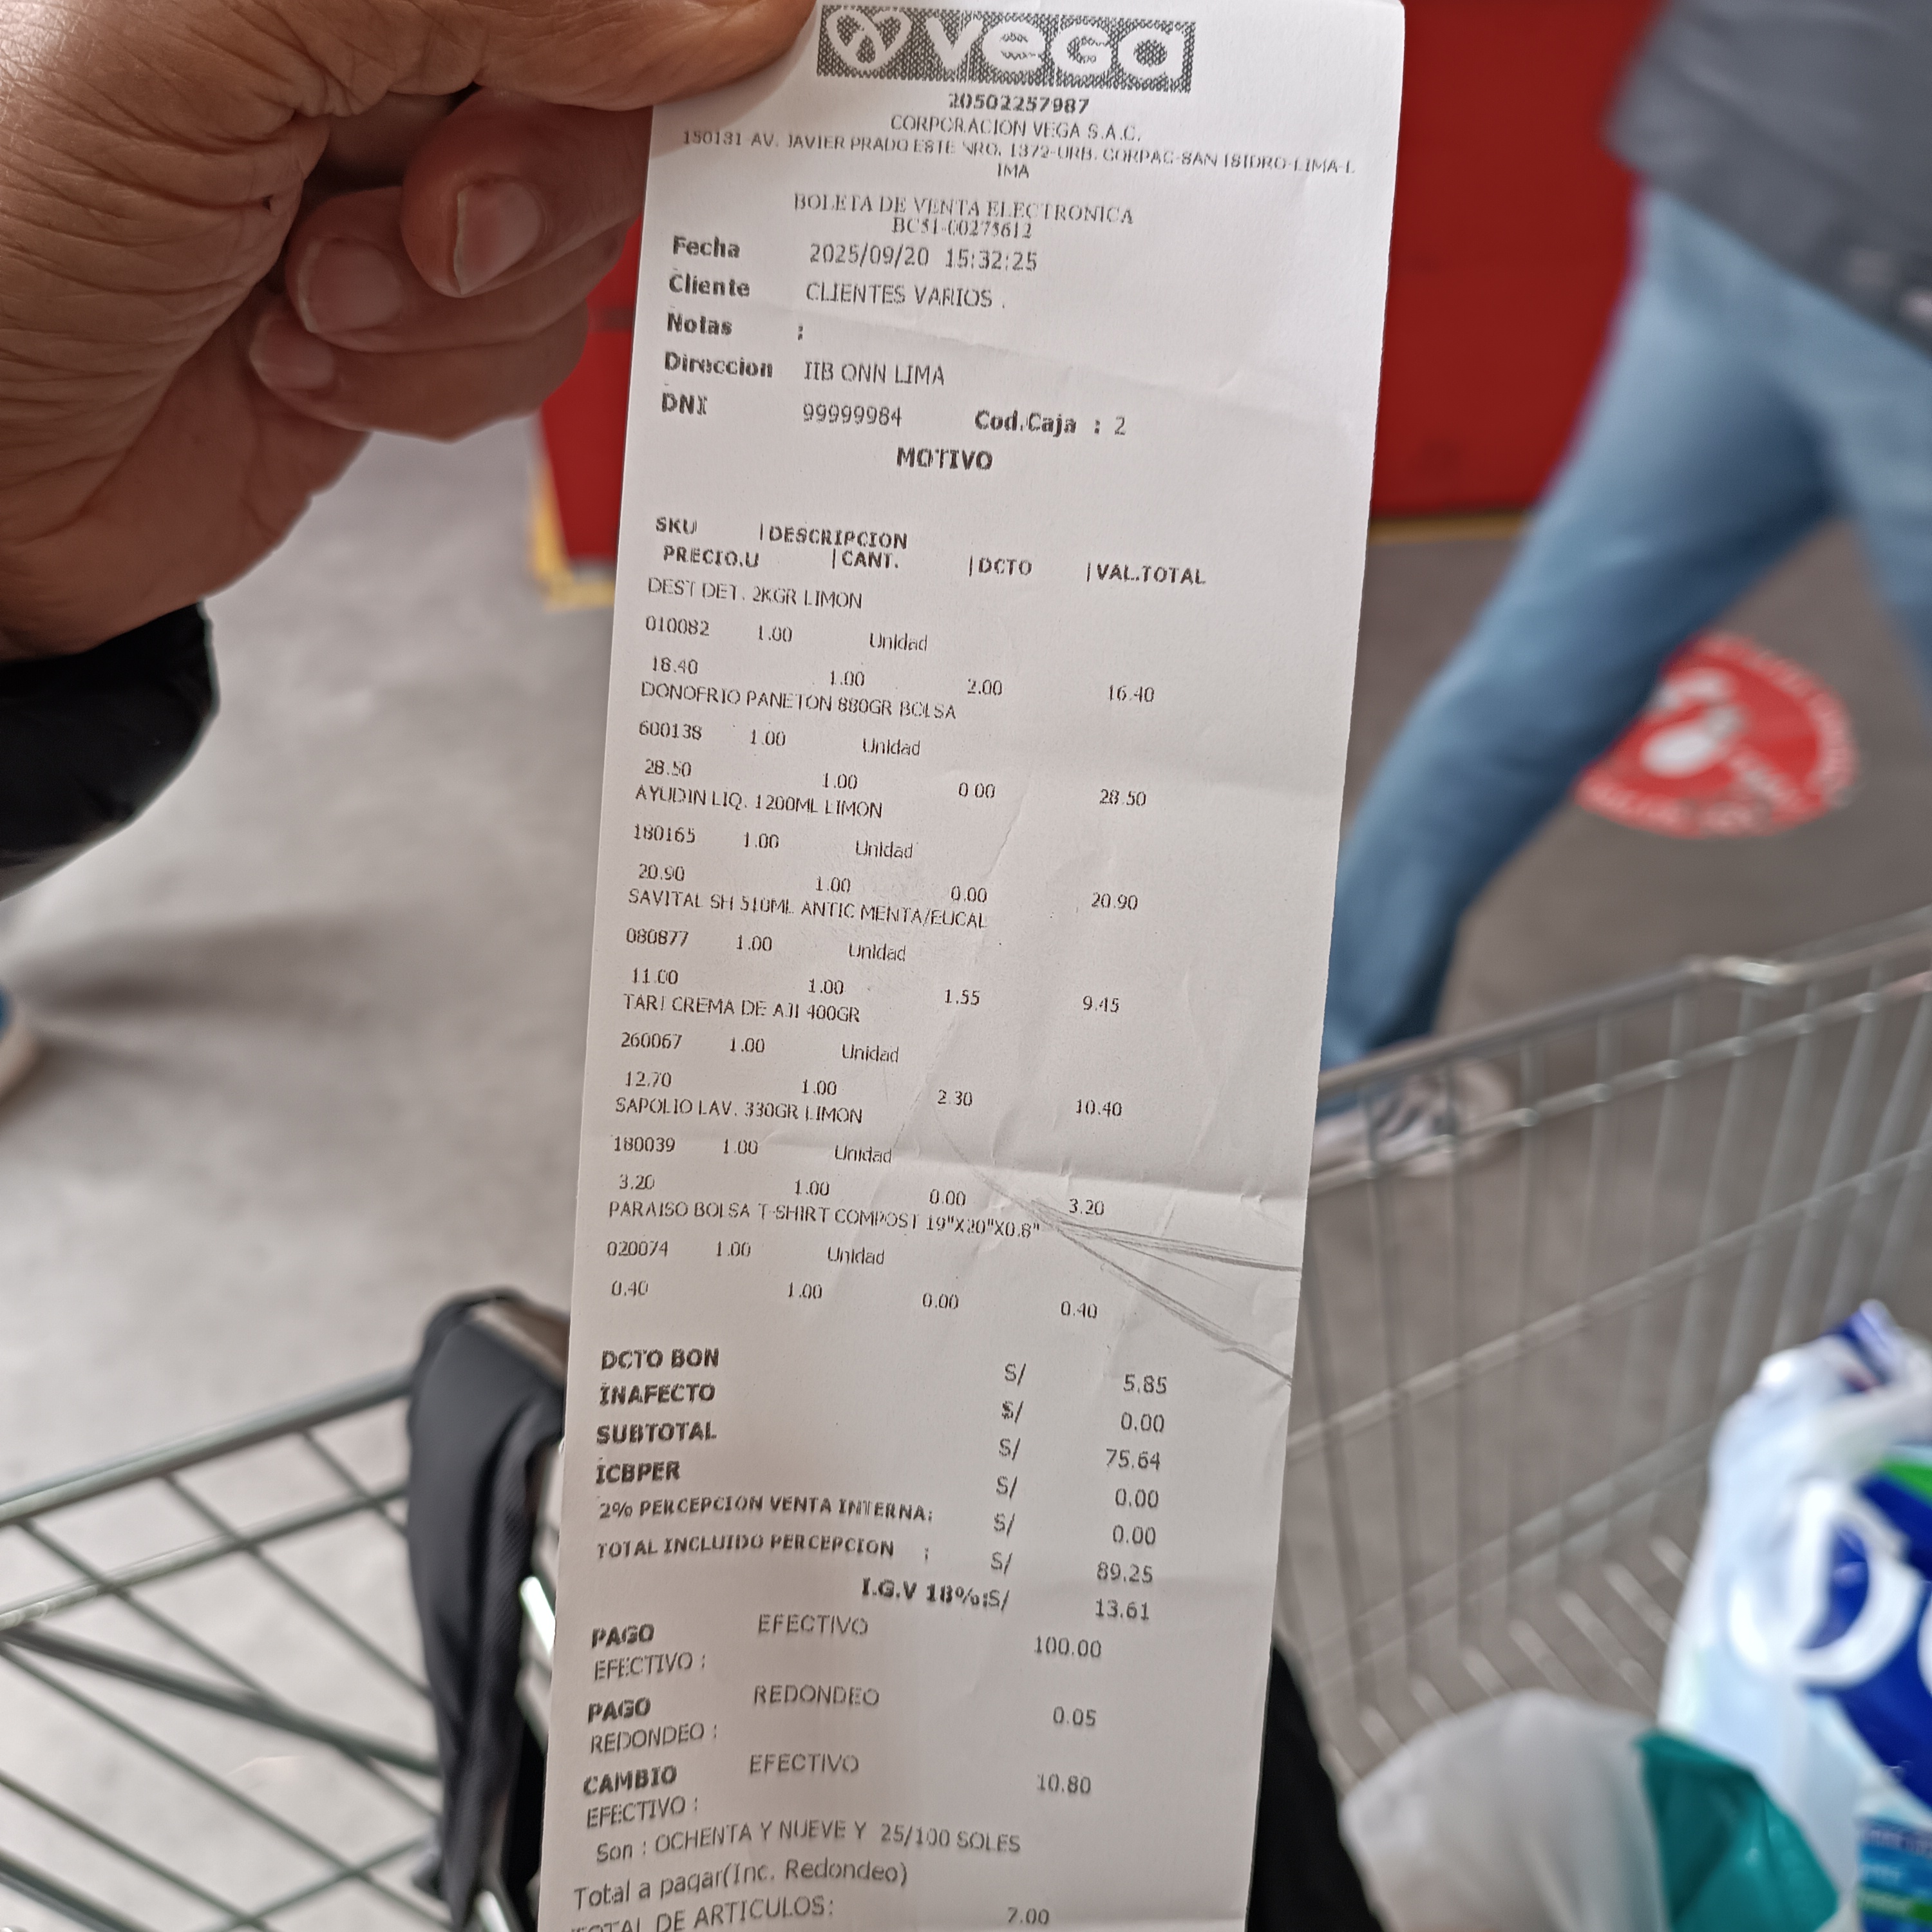 vega
20502257987
CORPORACION VEGA S.A.C.
150131-AV. JAVIER PRADO ESTE NRO. 1372-URB. CORPAC-SAN ISIDRO-LIMA-L
IMA
BOLETA DE VENTA ELECTRONICA
BC51-00275612
Fecha 2025/09/20 15:32:25
Cliente CLIENTES VARIOS .
Notas :
Direccion IIB ONN LIMA
DNI 99999984 Cod.Caja : 2
MOTIVO
SKU |DESCRIPCION
PRECIO.U |CANT. |DCTO |VAL.TOTAL
DEST DET. 2KGR LIMON
010082 1.00 Unidad
18.40 1.00 2.00 16.40
DONOFRIO PANETON 880GR BOLSA
600138 1.00 Unidad
28.50 1.00 0.00 28.50
AYUDIN LIQ. 1200ML LIMON
180165 1.00 Unidad
20.90 1.00 0.00 20.90
SAVITAL SH 510ML ANTIC MENTA/EUCAL
080877 1.00 Unidad
11.00 1.00 1.55 9.45
TARI CREMA DE AJI 400GR
260067 1.00 Unidad
12.70 1.00 2.30 10.40
SAPOLIO LAV. 330GR LIMON
180039 1.00 Unidad
3.20 1.00 0.00 3.20
PARAISO BOLSA T-SHIRT COMPOST 19"X20"X0.8"
020074 1.00 Unidad
0.40 1.00 0.00 0.40
DCTO BON S/ 5.85
INAFECTO S/ 0.00
SUBTOTAL S/ 75.64
ICBPER S/ 0.00
2% PERCEPCION VENTA INTERNA: S/ 0.00
TOTAL INCLUIDO PERCEPCION : S/ 89.25
I.G.V 18%:S/ 13.61
PAGO EFECTIVO 100.00
EFECTIVO :
PAGO REDONDEO 0.05
REDONDEO :
CAMBIO EFECTIVO 10.80
EFECTIVO :
Son : OCHENTA Y NUEVE Y 25/100 SOLES
Total a pagar(Inc. Redondeo)
TOTAL DE ARTICULOS: 7.00